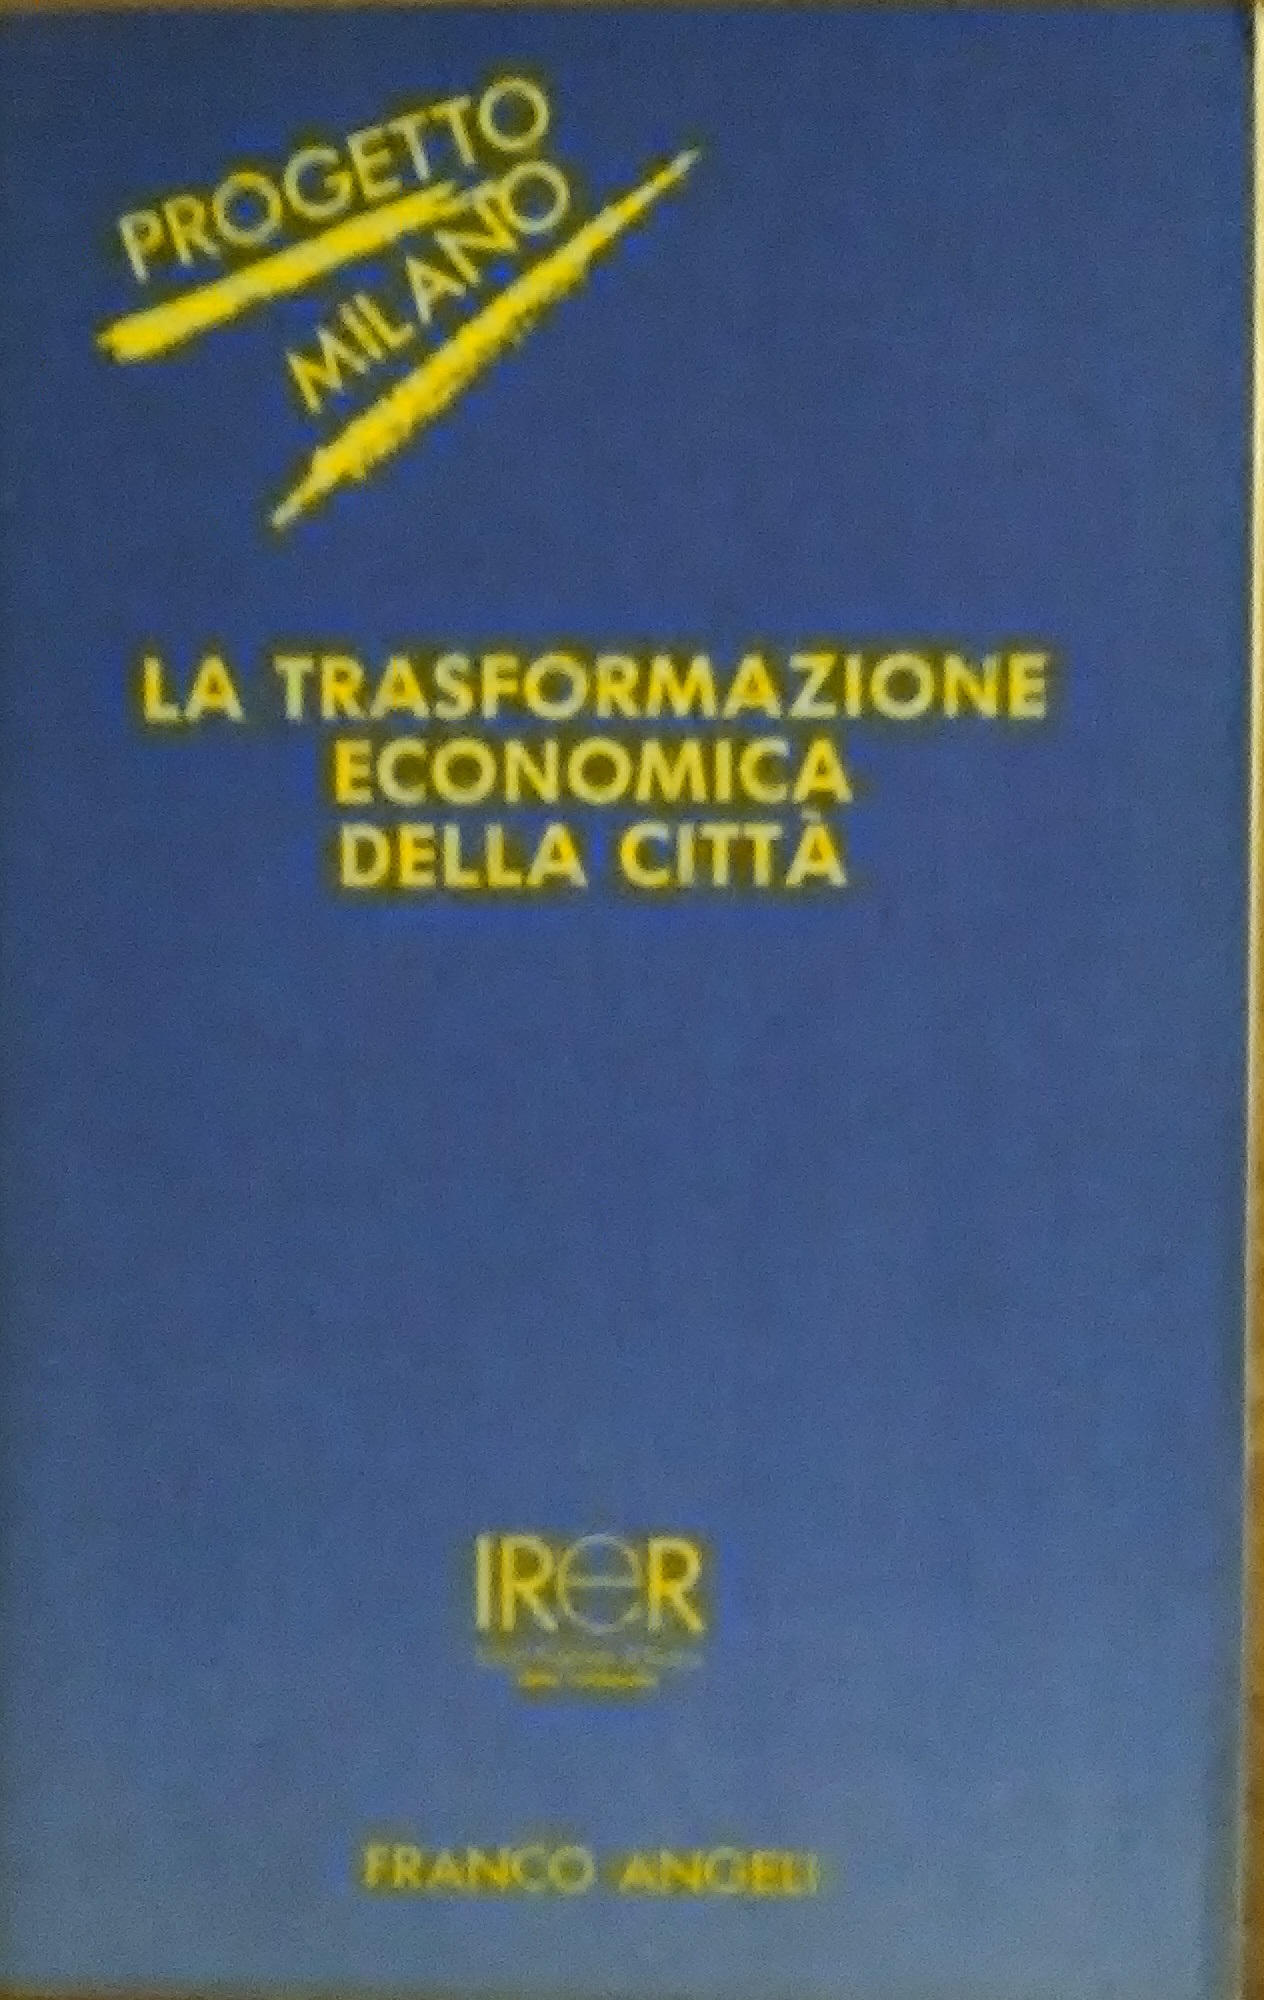 PROGETTO
MILANO
LA TRASFORMAZIONE
ECONOMICA
DELLA CITTÀ
IReR
FRANCO ANGELI